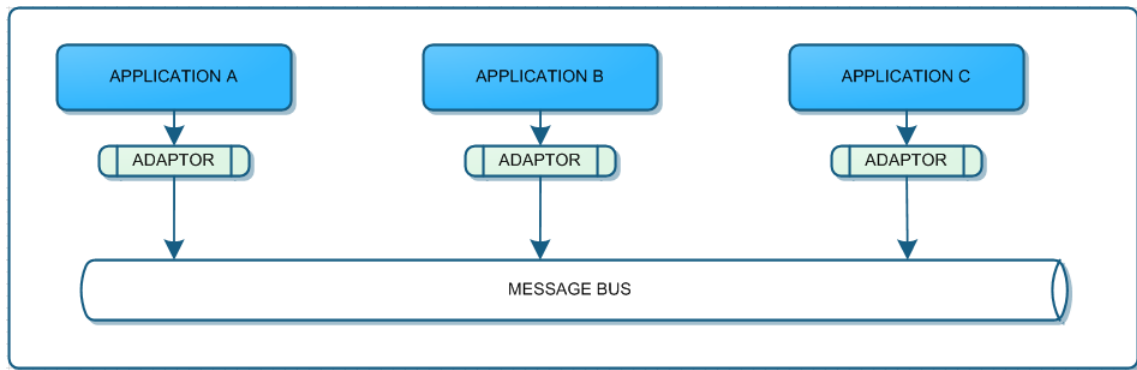 APPLICATION A
APPLICATION B
APPLICATION C
ADAPTOR
ADAPTOR
ADAPTOR
MESSAGE BUS